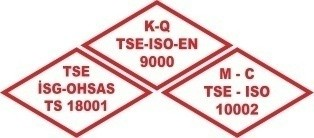 K-Q
TSE-ISO-EN
9000
TSE
İSG-OHSAS
TS 18001
M - C
TSE - ISO
10002